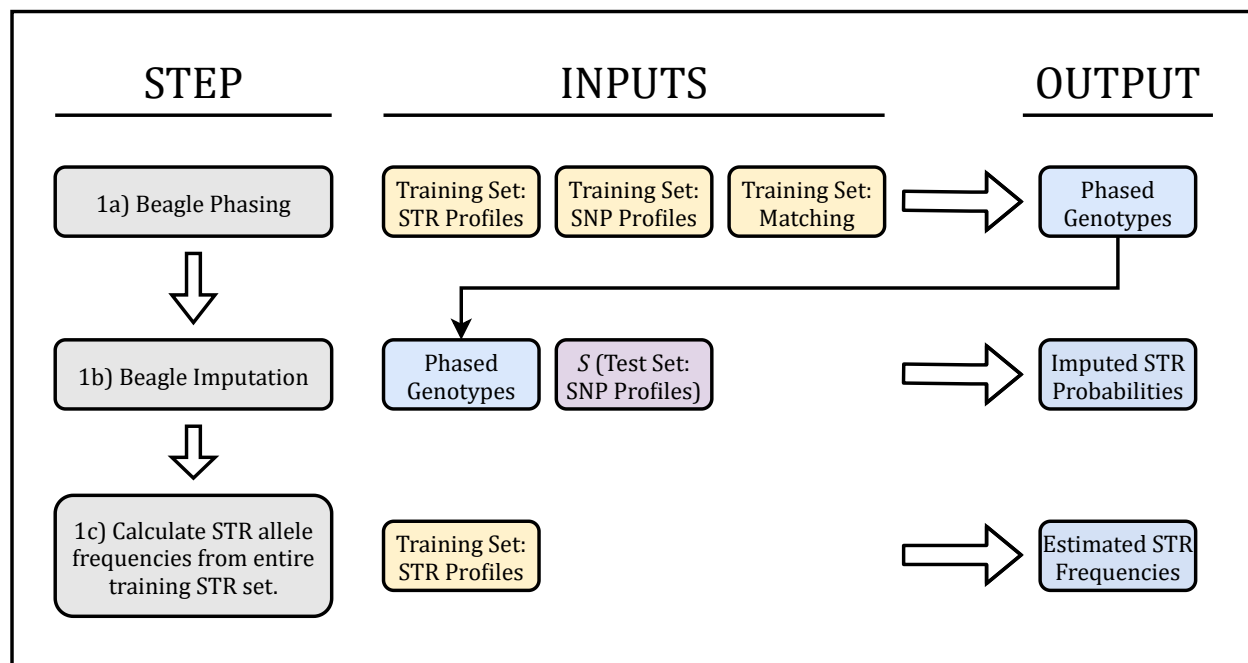 STEP
INPUTS
OUTPUT
1a) Beagle Phasing
Training Set:
STR Profiles
Training Set:
SNP Profiles
Training Set:
Matching
Phased
Genotypes
1b) Beagle Imputation
Phased
Genotypes
S (Test Set:
SNP Profiles)
Imputed STR
Probabilities
1c) Calculate STR allele
frequencies from entire
training STR set.
Training Set:
STR Profiles
Estimated STR
Frequencies